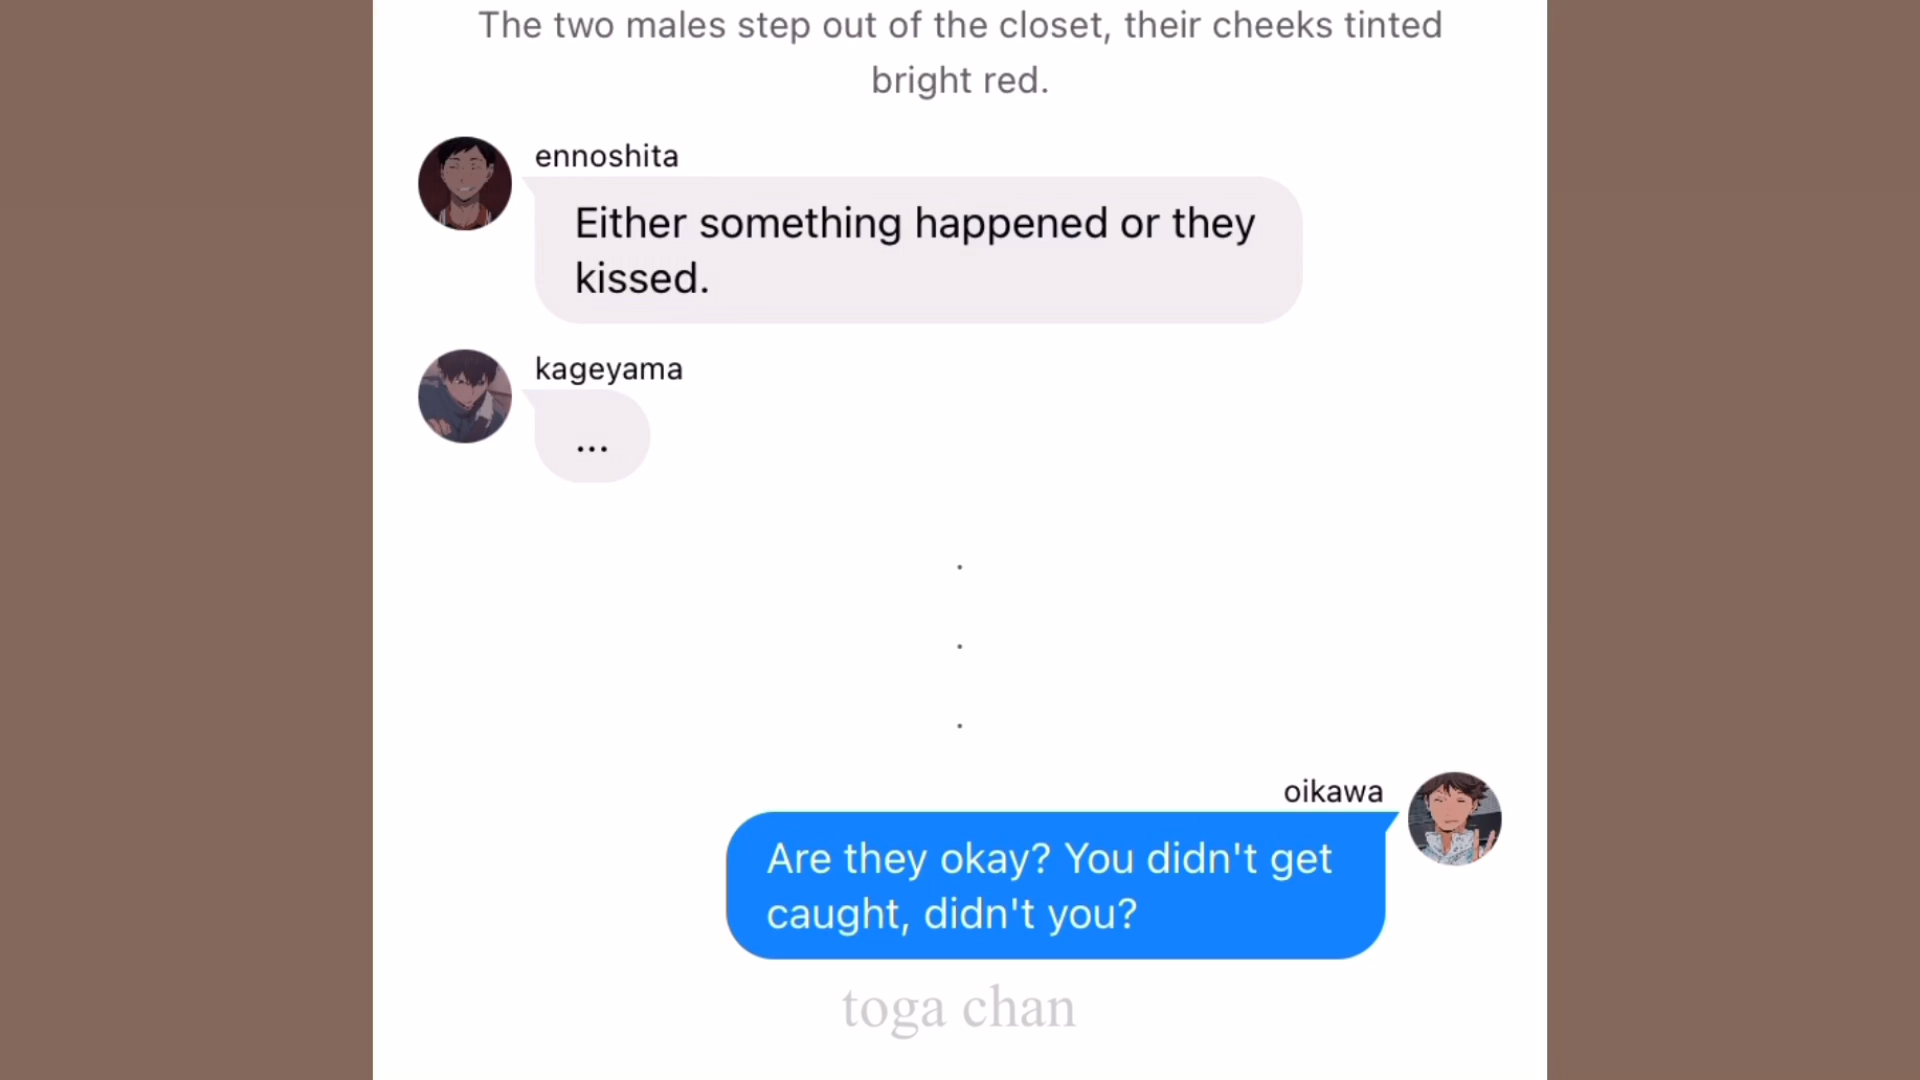 The two males step out of the closet, their cheeks tinted
bright red.
ennoshita
Either something happened or they
kissed.
kageyama
...
.
.
.
oikawa
Are they okay? You didn't get
caught, didn't you?
toga chan